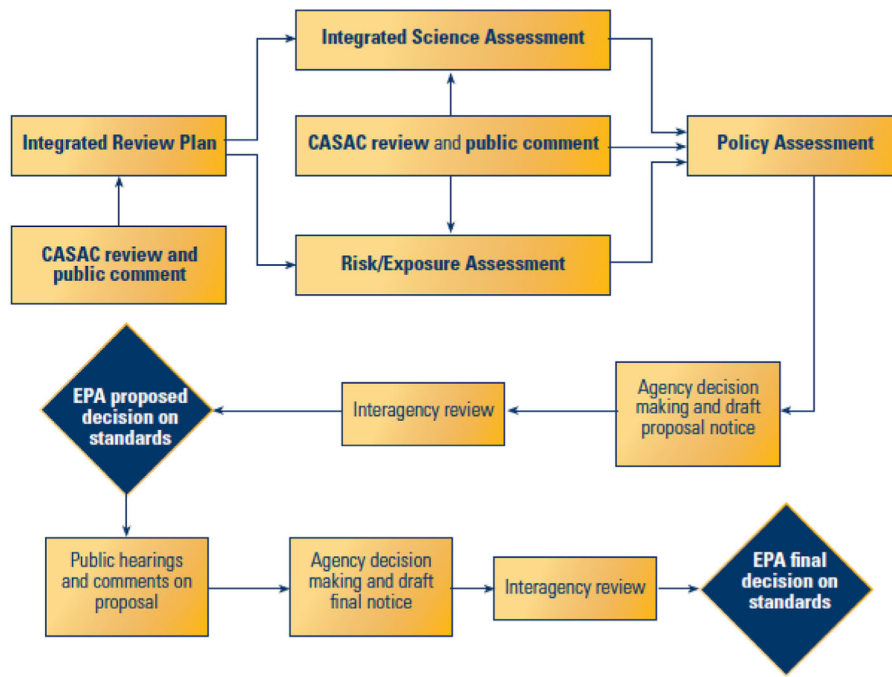 Integrated Science Assessment
Integrated Review Plan
CASAC review and public comment
Policy Assessment
CASAC review and
public comment
Risk/Exposure Assessment
EPA proposed
decision on
standards
Interagency review
Agency decision
making and draft
proposal notice
Public hearings
and comments on
proposal
Agency decision
making and draft
final notice
Interagency review
EPA final
decision on
standards